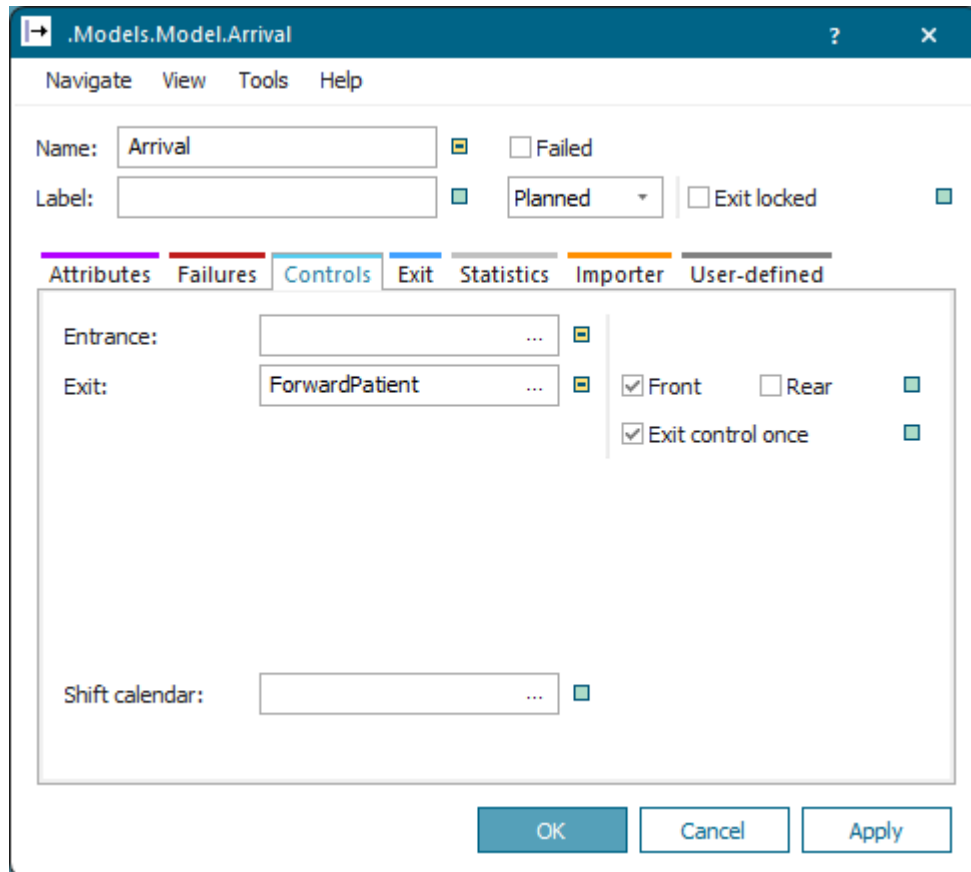 .Models.Model.Arrival ? ×
Navigate View Tools Help
Name: Arrival Failed
Label: Planned Exit locked
Attributes Failures Controls Exit Statistics Importer User-defined
Entrance: ...
Exit: ForwardPatient ... Front Rear
Exit control once
Shift calendar: ...
OK Cancel Apply